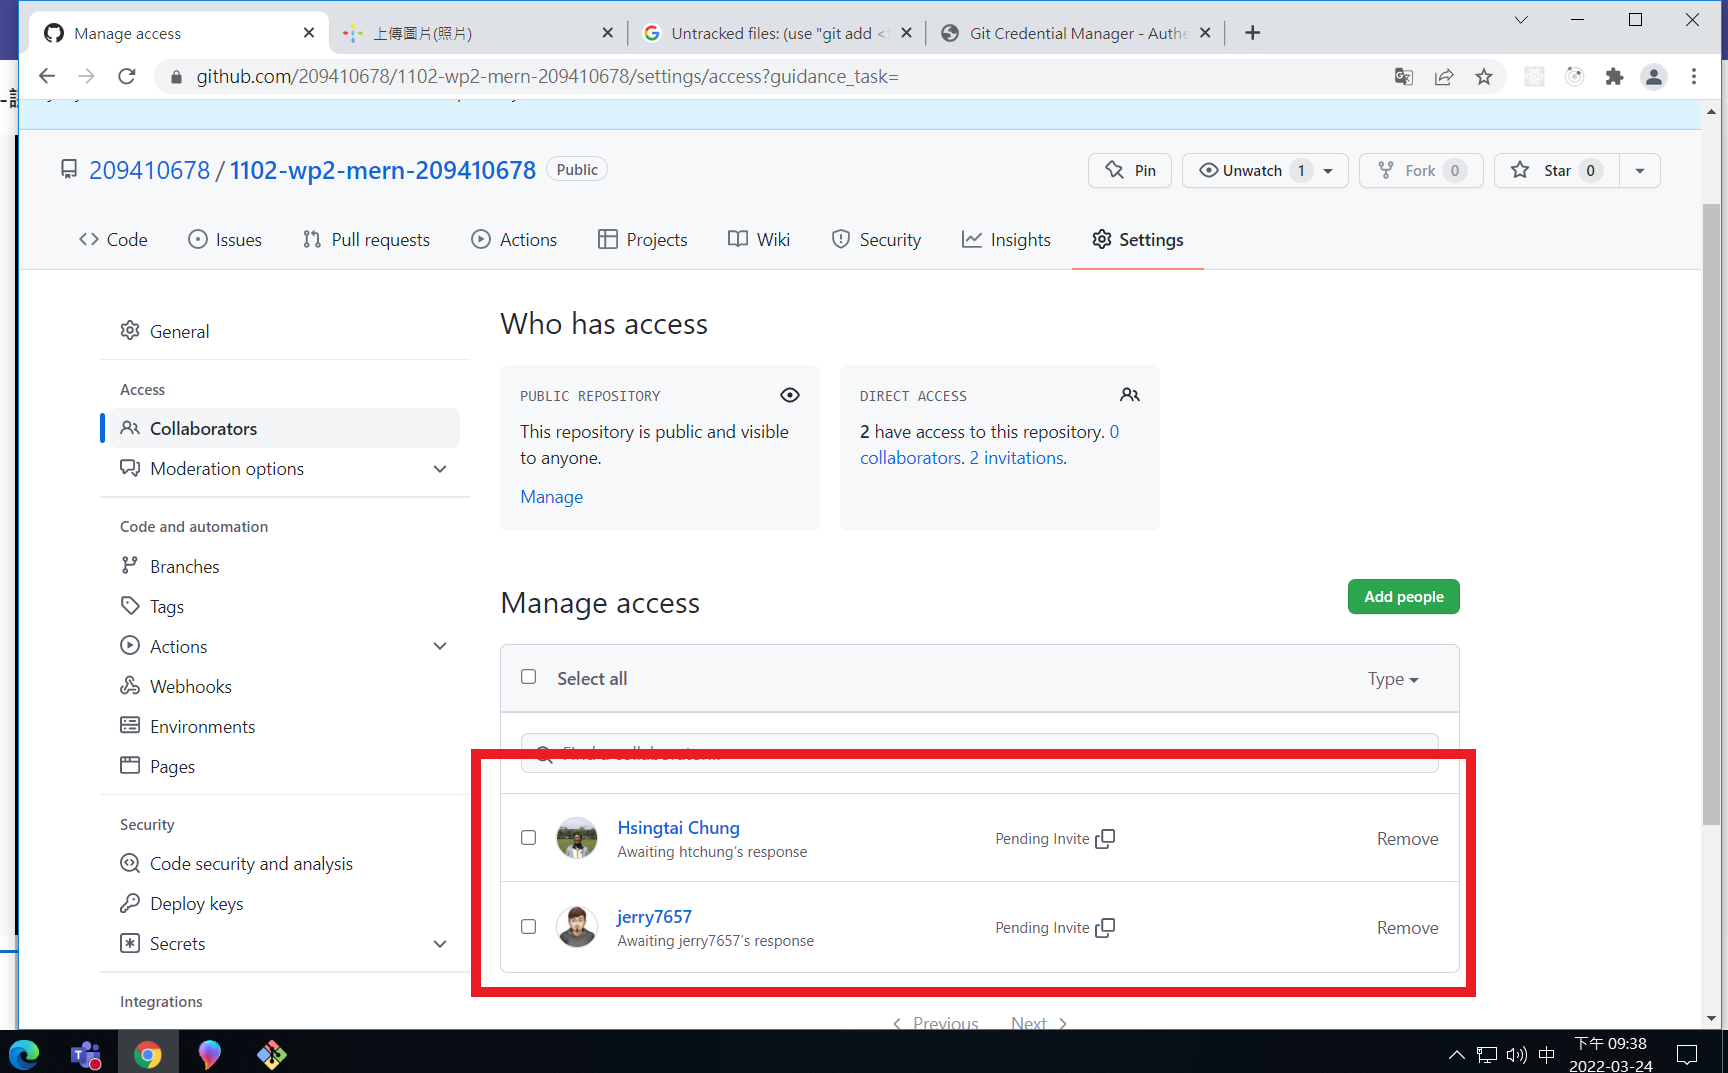 Manage access
上傳圖片(照片)
Untracked files: (use "git add <
Git Credential Manager - Authe
github.com/209410678/1102-wp2-mern-209410678/settings/access?guidance_task=
209410678 / 1102-wp2-mern-209410678 Public
Pin
Unwatch 1
Fork 0
Star 0
Code
Issues
Pull requests
Actions
Projects
Wiki
Security
Insights
Settings
General
Access
Collaborators
Moderation options
Code and automation
Branches
Tags
Actions
Webhooks
Environments
Pages
Security
Code security and analysis
Deploy keys
Secrets
Integrations
Who has access
PUBLIC REPOSITORY
This repository is public and visible
to anyone.
Manage
DIRECT ACCESS
2 have access to this repository. 0
collaborators. 2 invitations.
Manage access
Add people
Select all
Type
Find a collaborator...
Hsingtai Chung
Awaiting htchung's response
Pending Invite
Remove
jerry7657
Awaiting jerry7657's response
Pending Invite
Remove
Previous
Next
中
下午 09:38
2022-03-24